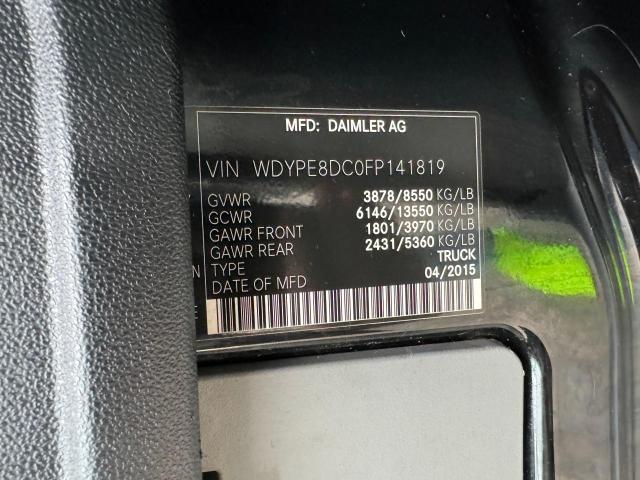 MFD: DAIMLER AG
VIN WDYPE8DC0FP141819
GVWR 3878/8550 KG/LB
GCWR 6146/13550 KG/LB
GAWR FRONT 1801/3970 KG/LB
GAWR REAR 2431/5360 KG/LB
TYPE TRUCK
DATE OF MFD 04/2015